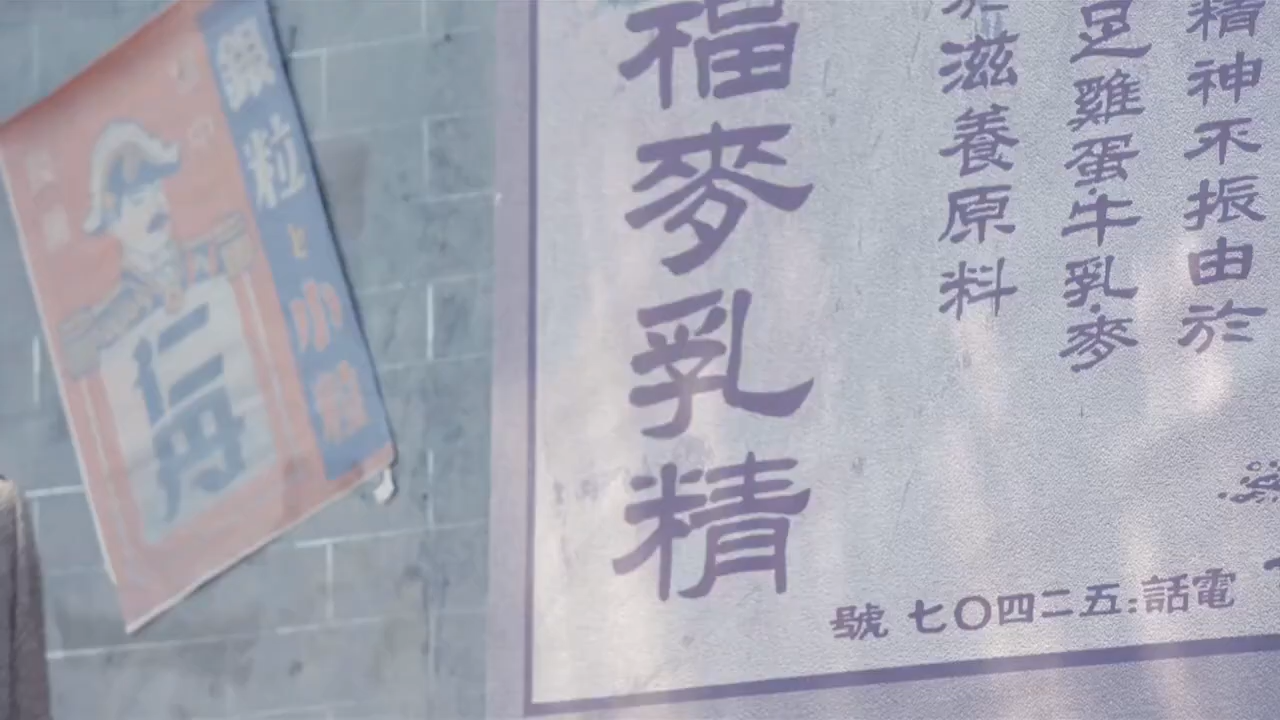 精神不振由於
足雞蛋·牛乳·麥
滋養原料
福麥乳精
電話:五二四〇七 號
銀粒と小粒
仁丹